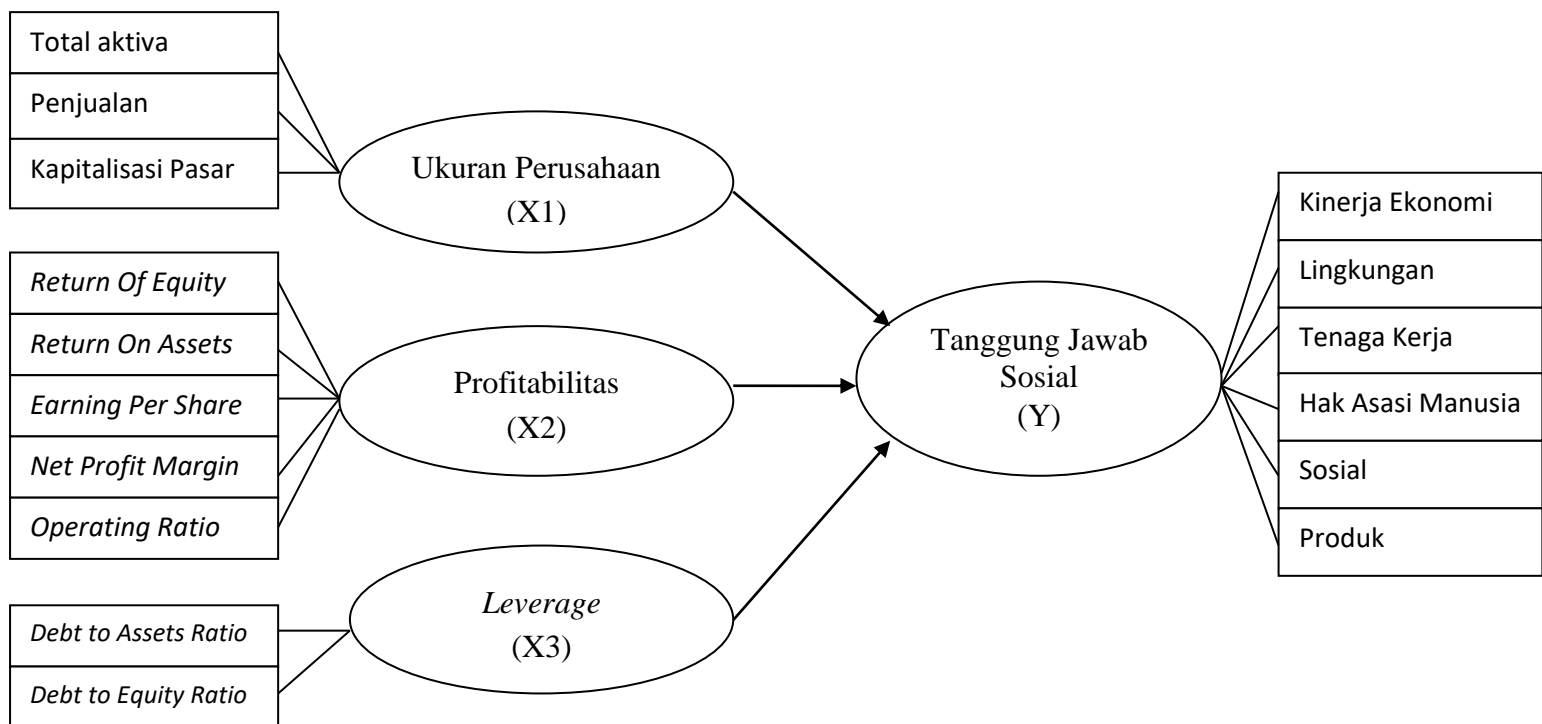 Total aktiva
Penjualan
Kapitalisasi Pasar
Ukuran Perusahaan
(X1)
Return Of Equity
Return On Assets
Earning Per Share
Net Profit Margin
Operating Ratio
Profitabilitas
(X2)
Debt to Assets Ratio
Debt to Equity Ratio
Leverage
(X3)
Tanggung Jawab
Sosial
(Y)
Kinerja Ekonomi
Lingkungan
Tenaga Kerja
Hak Asasi Manusia
Sosial
Produk